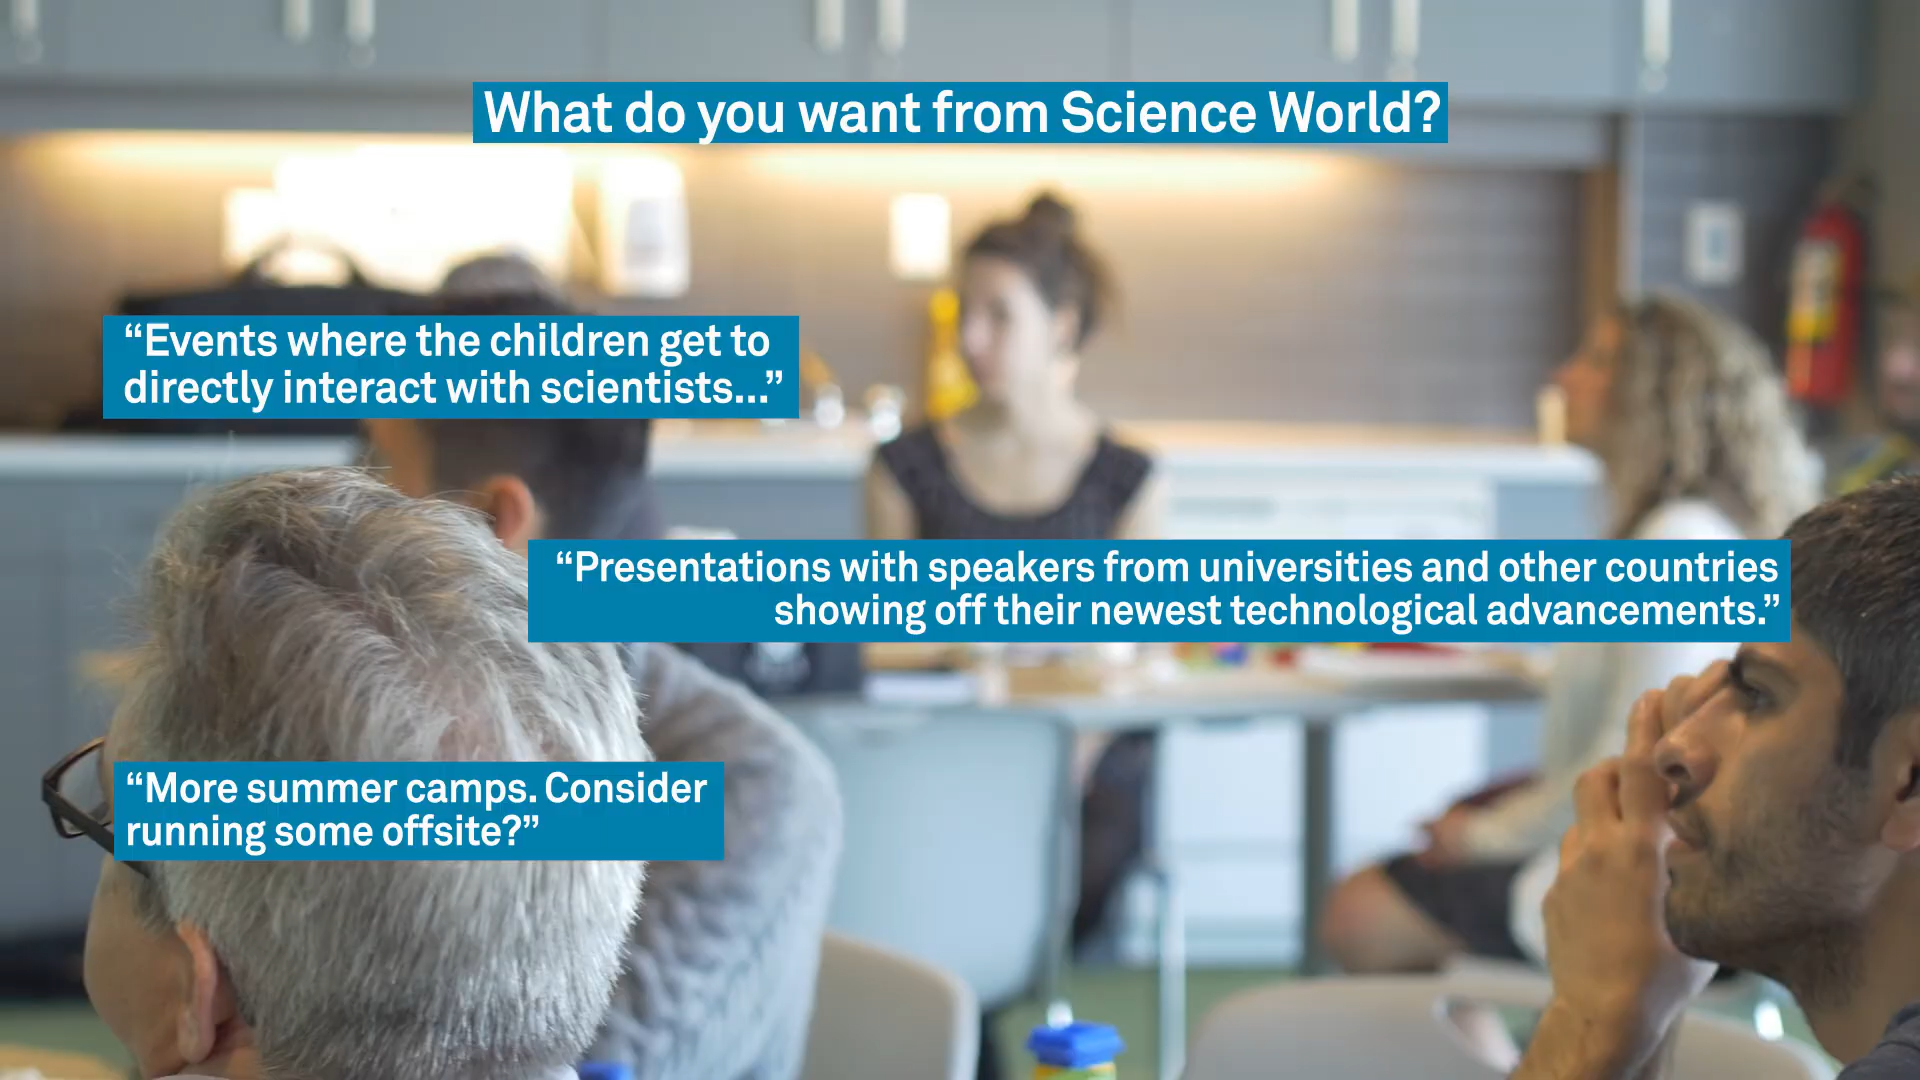 What do you want from Science World?
“Events where the children get to
directly interact with scientists...”
“Presentations with speakers from universities and other countries
showing off their newest technological advancements.”
“More summer camps. Consider
running some offsite?”